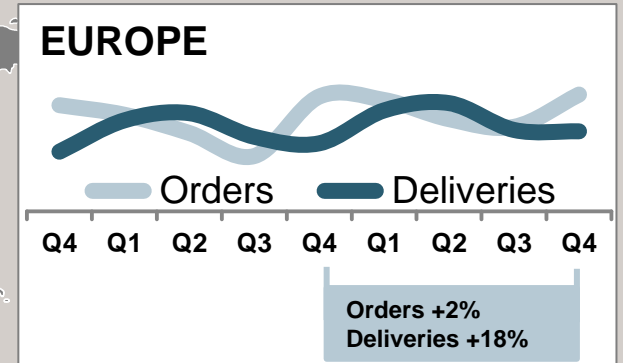 EUROPE
Orders Deliveries
Q4 Q1 Q2 Q3 Q4 Q1 Q2 Q3 Q4
Orders +2%
Deliveries +18%